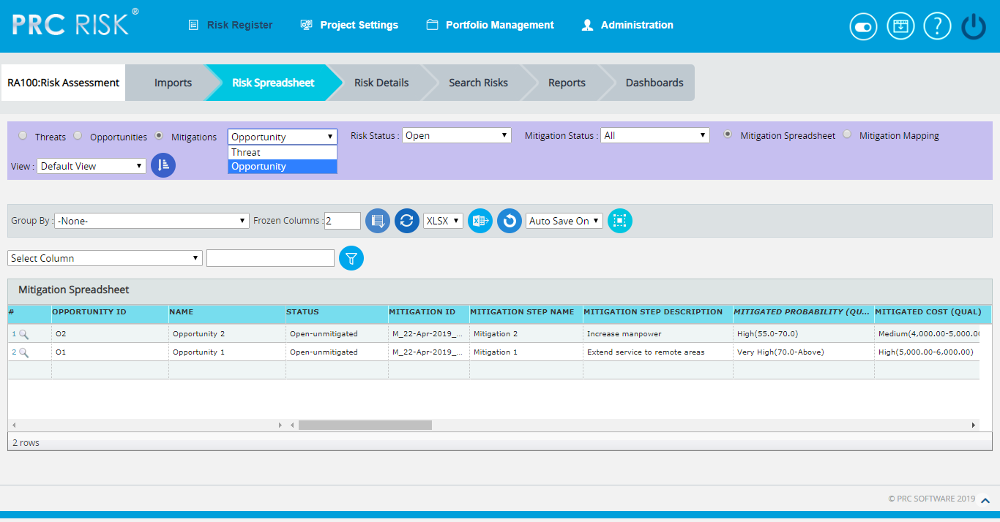 PRC RISK®
Risk Register Project Settings Portfolio Management Administration
?
RA100:Risk Assessment Imports Risk Spreadsheet Risk Details Search Risks Reports Dashboards
Threats Opportunities Mitigations Opportunity Risk Status : Open Mitigation Status : All Mitigation Spreadsheet Mitigation Mapping
Threat
Opportunity
View : Default View
Group By : -None- Frozen Columns : 2 XLSX Auto Save On
Select Column
Mitigation Spreadsheet
# OPPORTUNITY ID NAME STATUS MITIGATION ID MITIGATION STEP NAME MITIGATION STEP DESCRIPTION MITIGATED PROBABILITY (QU... MITIGATED COST (QUAL)
1 O2 Opportunity 2 Open-unmitigated M_22-Apr-2019_... Mitigation 2 Increase manpower High(55.0-70.0) Medium(4,000.00-5,000.0
2 O1 Opportunity 1 Open-unmitigated M_22-Apr-2019_... Mitigation 1 Extend service to remote areas Very High(70.0-Above) High(5,000.00-6,000.00)
2 rows
© PRC SOFTWARE 2019